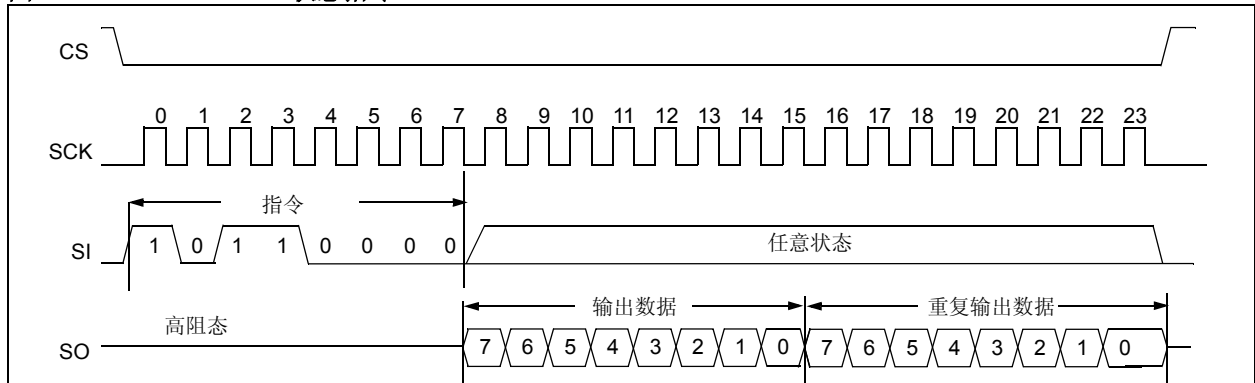 CS
0 1 2 3 4 5 6 7 8 9 10 11 12 13 14 15 16 17 18 19 20 21 22 23
SCK
指令
SI 1 0 1 1 0 0 0 0 任意状态
输出数据 重复输出数据
高阻态
SO 7 6 5 4 3 2 1 0 7 6 5 4 3 2 1 0